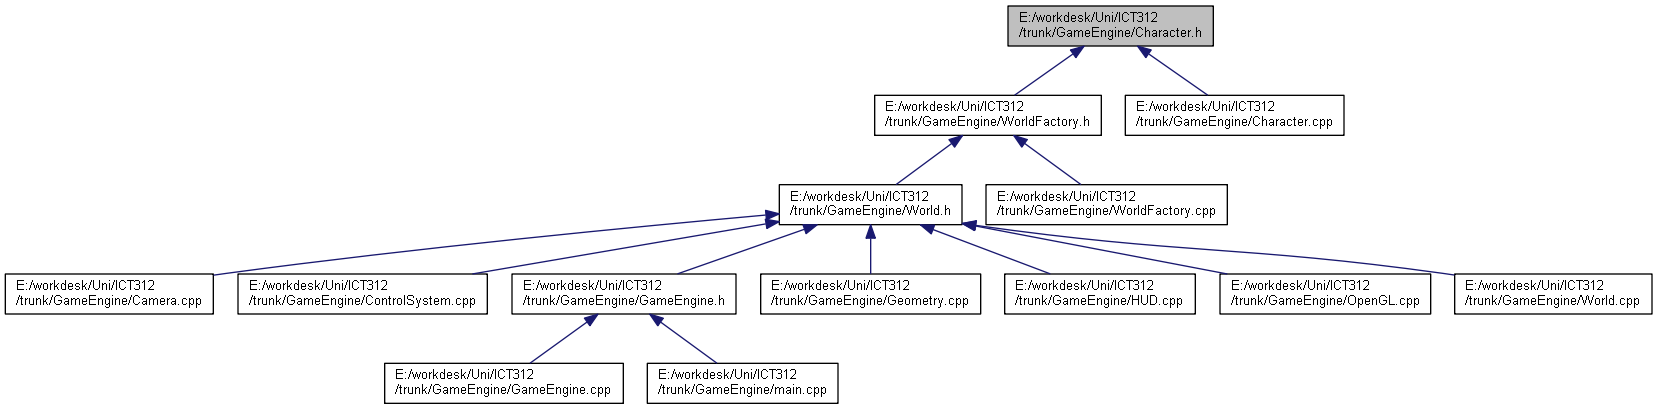 E:/workdesk/Uni/ICT312
/trunk/GameEngine/Character.h
E:/workdesk/Uni/ICT312
/trunk/GameEngine/WorldFactory.h
E:/workdesk/Uni/ICT312
/trunk/GameEngine/Character.cpp
E:/workdesk/Uni/ICT312
/trunk/GameEngine/World.h
E:/workdesk/Uni/ICT312
/trunk/GameEngine/WorldFactory.cpp
E:/workdesk/Uni/ICT312
/trunk/GameEngine/Camera.cpp
E:/workdesk/Uni/ICT312
/trunk/GameEngine/ControlSystem.cpp
E:/workdesk/Uni/ICT312
/trunk/GameEngine/GameEngine.h
E:/workdesk/Uni/ICT312
/trunk/GameEngine/Geometry.cpp
E:/workdesk/Uni/ICT312
/trunk/GameEngine/HUD.cpp
E:/workdesk/Uni/ICT312
/trunk/GameEngine/OpenGL.cpp
E:/workdesk/Uni/ICT312
/trunk/GameEngine/World.cpp
E:/workdesk/Uni/ICT312
/trunk/GameEngine/GameEngine.cpp
E:/workdesk/Uni/ICT312
/trunk/GameEngine/main.cpp